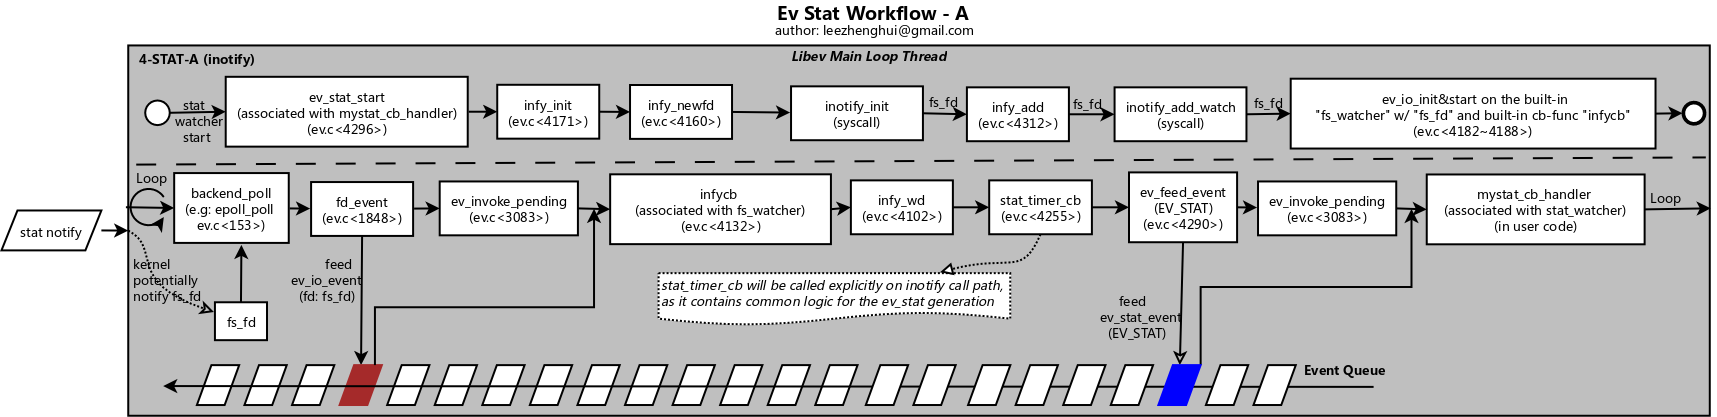 Ev Stat Workflow - A
author: leezhenghui@gmail.com
4-STAT-A (inotify)
Libev Main Loop Thread
stat
watcher
start
ev_stat_start
(associated with mystat_cb_handler)
(ev.c<4296>)
infy_init
(ev.c<4171>)
infy_newfd
(ev.c<4160>)
inotify_init
(syscall)
fs_fd
infy_add
(ev.c<4312>)
fs_fd
inotify_add_watch
(syscall)
fs_fd
ev_io_init&start on the built-in
"fs_watcher" w/ "fs_fd" and built-in cb-func "infycb"
(ev.c<4182~4188>)
Loop
stat notify
backend_poll
(e.g: epoll_poll
ev.c<153>)
fd_event
(ev.c<1848>)
ev_invoke_pending
(ev.c<3083>)
infycb
(associated with fs_watcher)
(ev.c<4132>)
infy_wd
(ev.c<4102>)
stat_timer_cb
(ev.c<4255>)
ev_feed_event
(EV_STAT)
(ev.c<4290>)
ev_invoke_pending
(ev.c<3083>)
mystat_cb_handler
(associated with stat_watcher)
(in user code)
Loop
kernel
potentially
notify fs_fd
fs_fd
feed
ev_io_event
(fd: fs_fd)
stat_timer_cb will be called explicitly on inotify call path,
as it contains common logic for the ev_stat generation
feed
ev_stat_event
(EV_STAT)
Event Queue